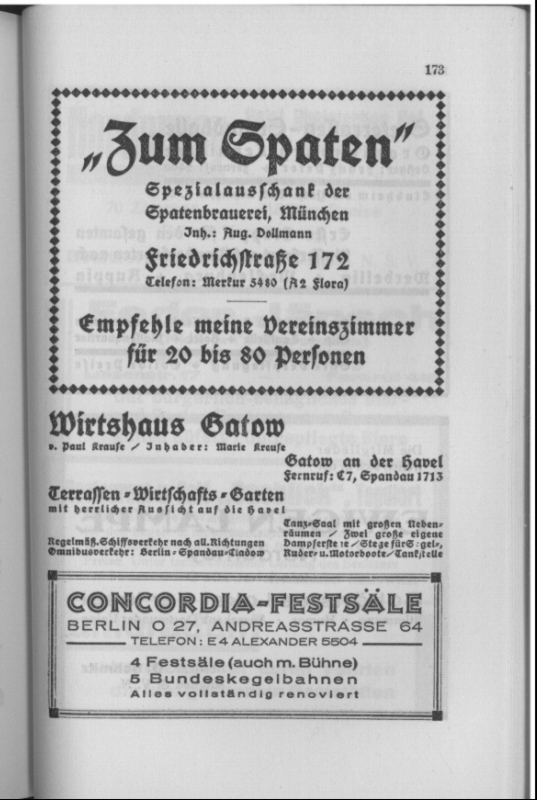 173
„Zum Spaten“
Spezialausschank der
Spatenbrauerei, München
Inh.: Aug. Dollmann
Friedrichstraße 172
Telefon: Merkur 5480 (A2 Flora)
Empfehle meine Vereinszimmer
für 20 bis 80 Personen
Wirtshaus Gatow
v. Paul Krause / Inhaber: Marie Krause
Gatow an der Havel
Fernruf: C7, Spandau 1713
Terrassen-Wirtschafts-Garten
mit herrlicher Aussicht auf die Havel
Regelmäß. Schiffsverkehr nach all. Richtungen
Omnibusverkehr: Berlin-Spandau-Cladow
Tanz-Saal mit großen Neben-
räumen / Zwei große eigene
Dampferstege / Stege für Segel-,
Ruder- u. Motorboote / Tankstelle
CONCORDIA-FESTSÄLE
BERLIN O 27, ANDREASSTRASSE 64
TELEFON: E4 ALEXANDER 5504
4 Festsäle (auch m. Bühne)
5 Bundeskegelbahnen
Alles vollständig renoviert